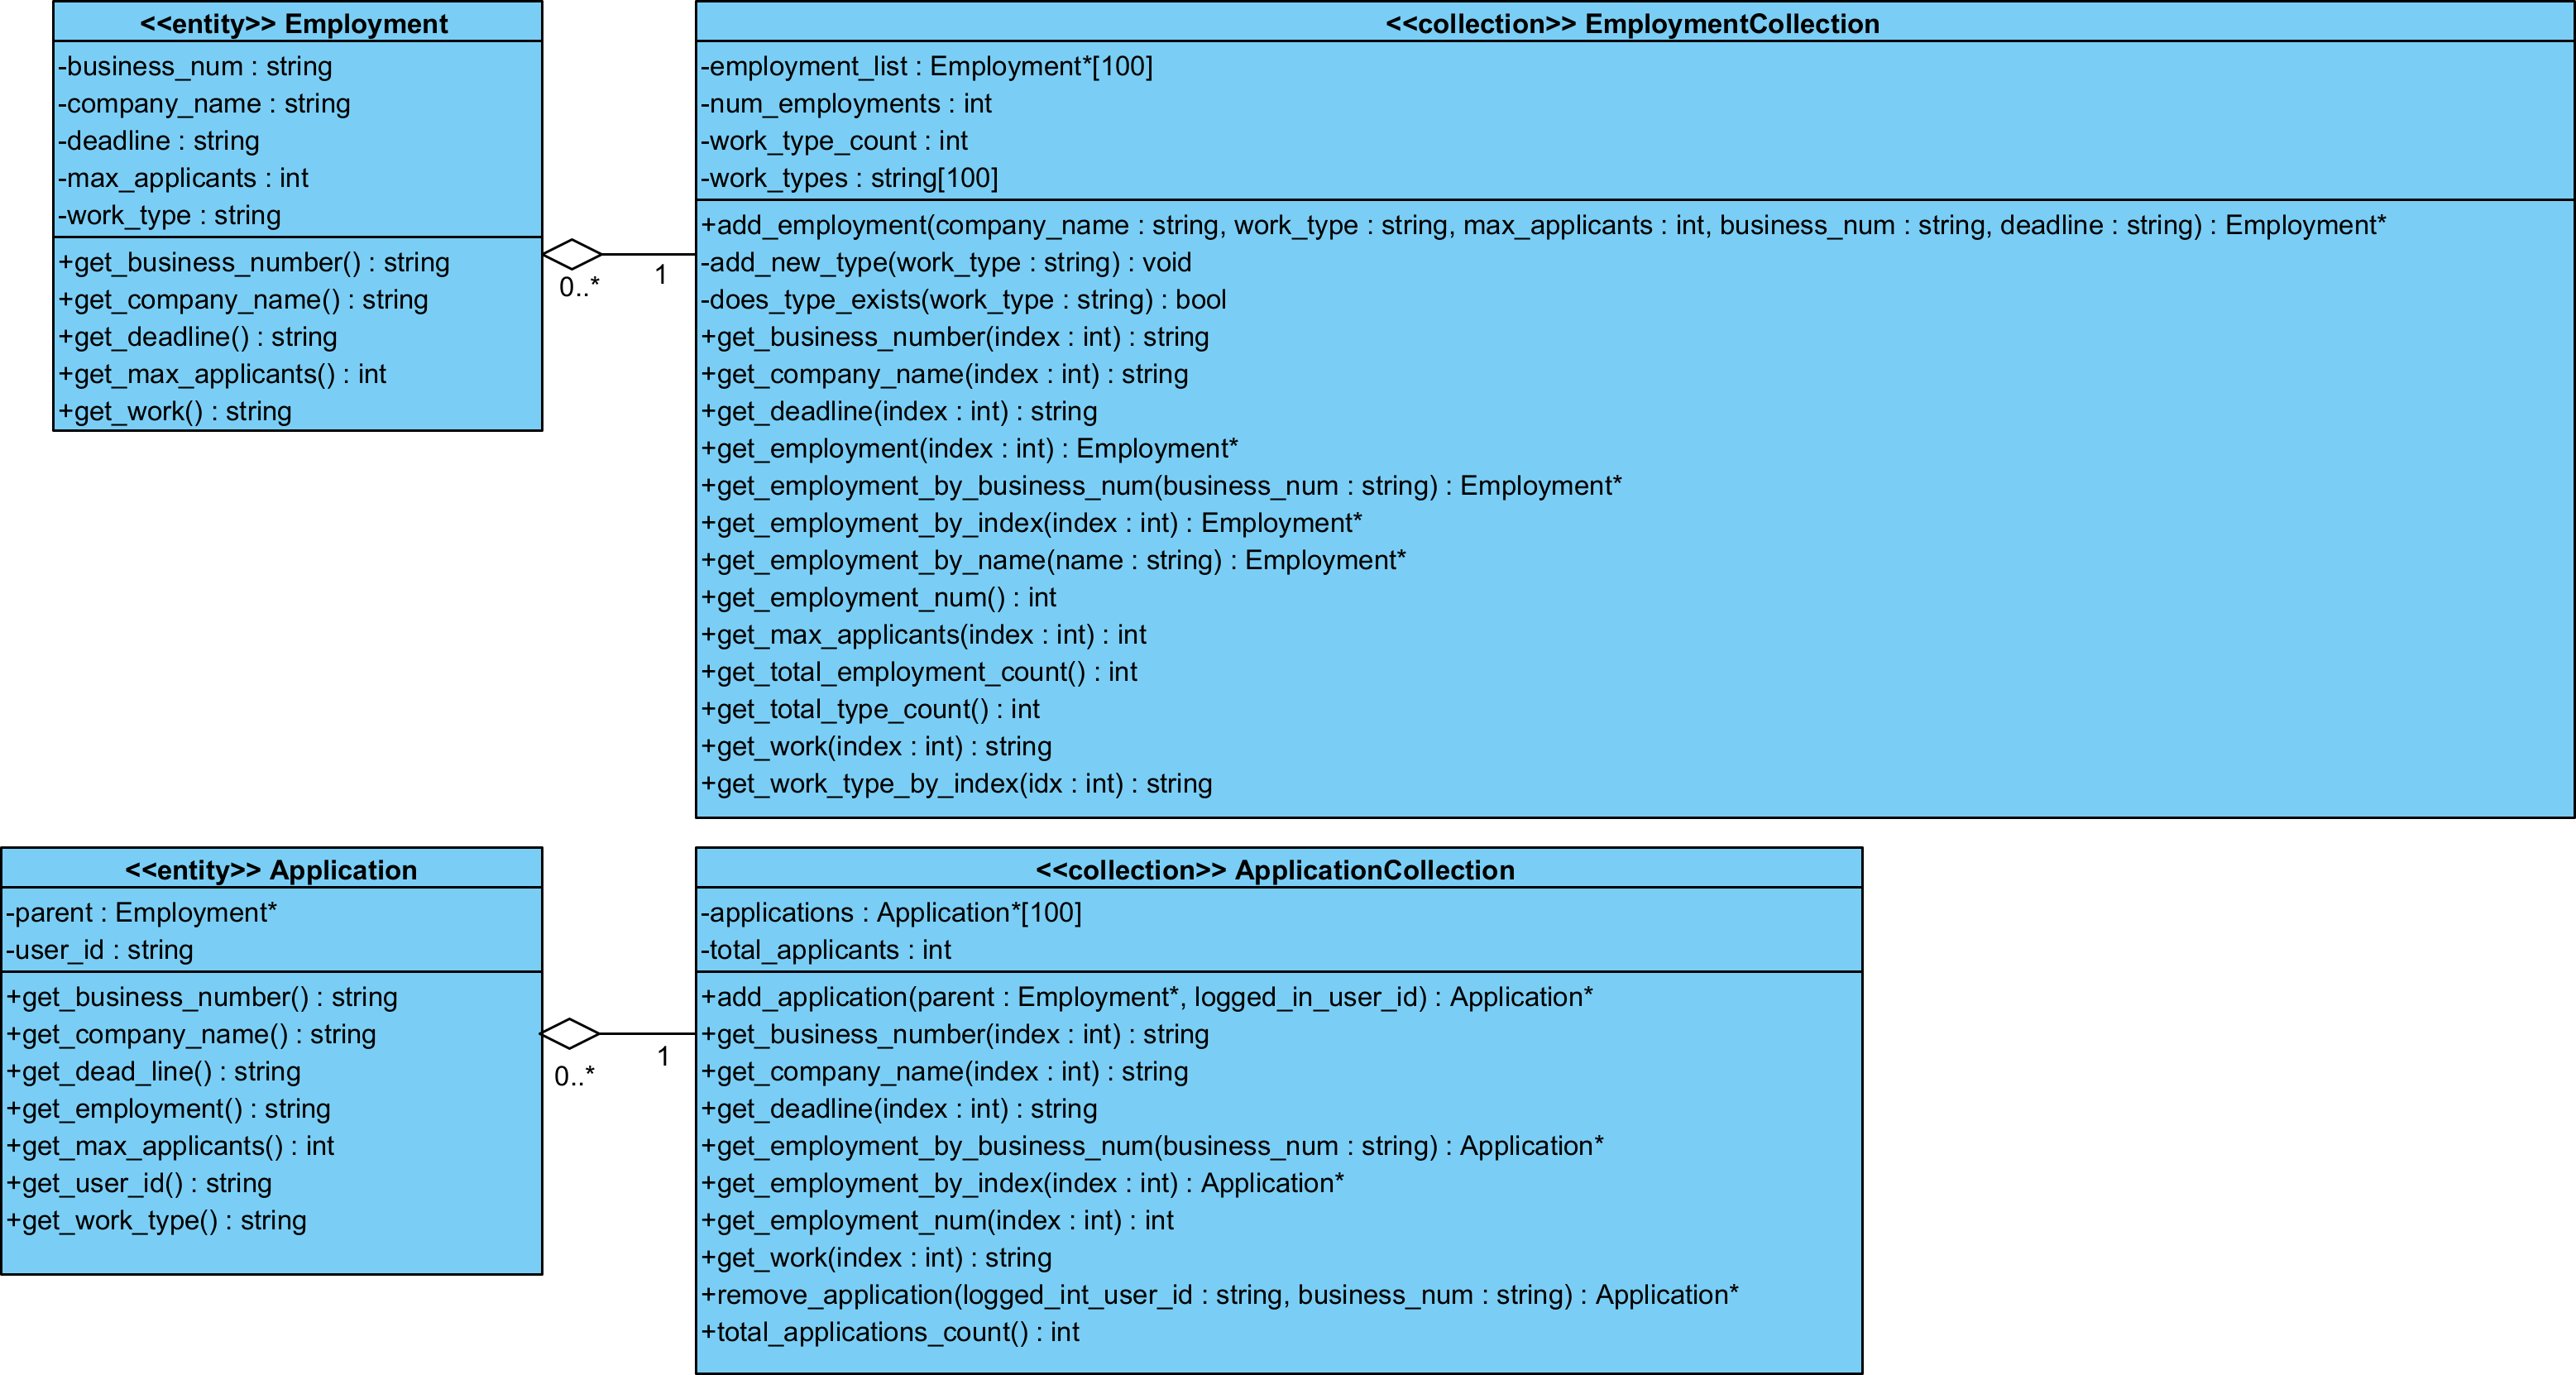 <<entity>> Employment
-business_num : string
-company_name : string
-deadline : string
-max_applicants : int
-work_type : string
+get_business_number() : string
+get_company_name() : string
+get_deadline() : string
+get_max_applicants() : int
+get_work() : string
0..*
1
<<collection>> EmploymentCollection
-employment_list : Employment*[100]
-num_employments : int
-work_type_count : int
-work_types : string[100]
+add_employment(company_name : string, work_type : string, max_applicants : int, business_num : string, deadline : string) : Employment*
-add_new_type(work_type : string) : void
-does_type_exists(work_type : string) : bool
+get_business_number(index : int) : string
+get_company_name(index : int) : string
+get_deadline(index : int) : string
+get_employment(index : int) : Employment*
+get_employment_by_business_num(business_num : string) : Employment*
+get_employment_by_index(index : int) : Employment*
+get_employment_by_name(name : string) : Employment*
+get_employment_num() : int
+get_max_applicants(index : int) : int
+get_total_employment_count() : int
+get_total_type_count() : int
+get_work(index : int) : string
+get_work_type_by_index(idx : int) : string
<<entity>> Application
-parent : Employment*
-user_id : string
+get_business_number() : string
+get_company_name() : string
+get_dead_line() : string
+get_employment() : string
+get_max_applicants() : int
+get_user_id() : string
+get_work_type() : string
0..*
1
<<collection>> ApplicationCollection
-applications : Application*[100]
-total_applicants : int
+add_application(parent : Employment*, logged_in_user_id) : Application*
+get_business_number(index : int) : string
+get_company_name(index : int) : string
+get_deadline(index : int) : string
+get_employment_by_business_num(business_num : string) : Application*
+get_employment_by_index(index : int) : Application*
+get_employment_num(index : int) : int
+get_work(index : int) : string
+remove_application(logged_int_user_id : string, business_num : string) : Application*
+total_applications_count() : int